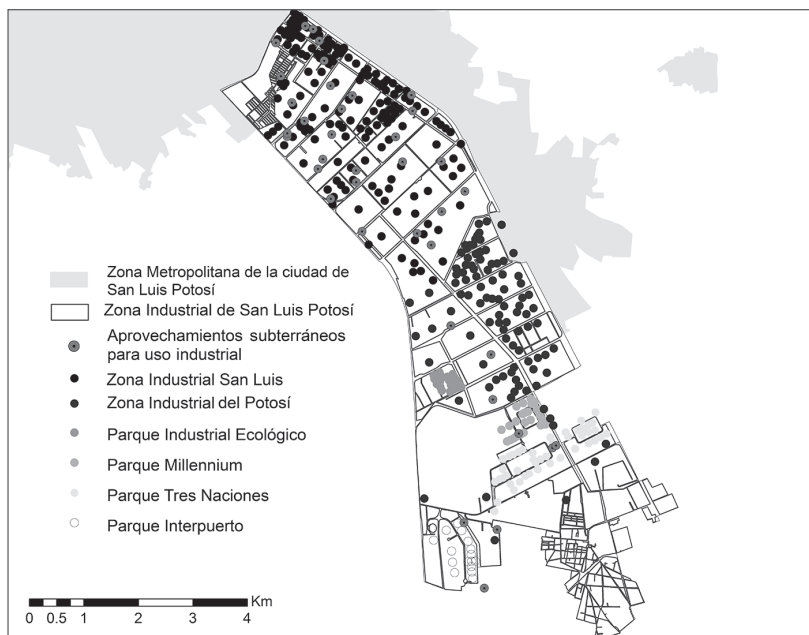 Zona Metropolitana de la ciudad de
San Luis Potosí
Zona Industrial de San Luis Potosí
Aprovechamientos subterráneos
para uso industrial
Zona Industrial San Luis
Zona Industrial del Potosí
Parque Industrial Ecológico
Parque Millennium
Parque Tres Naciones
Parque Interpuerto
Km
0 0.5 1 2 3 4